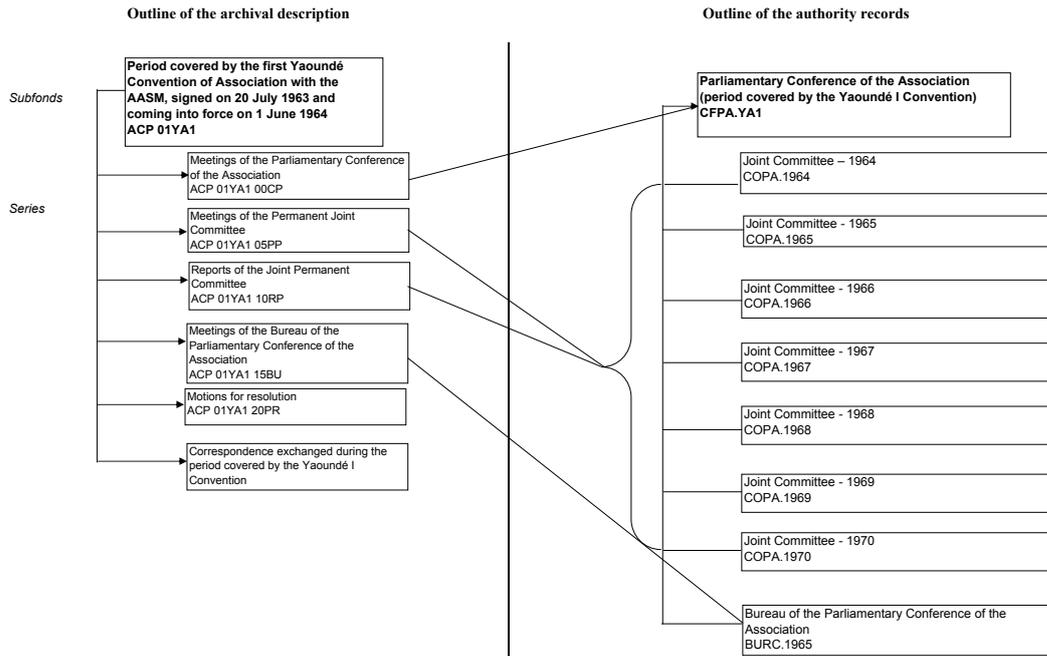 Outline of the archival description
Subfonds
Period covered by the first Yaoundé
Convention of Association with the
AASM, signed on 20 July 1963 and
coming into force on 1 June 1964
ACP 01YA1
Series
Meetings of the Parliamentary Conference
of the Association
ACP 01YA1 00CP
Meetings of the Permanent Joint
Committee
ACP 01YA1 05PP
Reports of the Joint Permanent
Committee
ACP 01YA1 10RP
Meetings of the Bureau of the
Parliamentary Conference of the
Association
ACP 01YA1 15BU
Motions for resolution
ACP 01YA1 20PR
Correspondence exchanged during the
period covered by the Yaoundé I
Convention
Outline of the authority records
Parliamentary Conference of the Association
(period covered by the Yaoundé I Convention)
CFPA.YA1
Joint Committee – 1964
COPA.1964
Joint Committee - 1965
COPA.1965
Joint Committee - 1966
COPA.1966
Joint Committee - 1967
COPA.1967
Joint Committee - 1968
COPA.1968
Joint Committee - 1969
COPA.1969
Joint Committee - 1970
COPA.1970
Bureau of the Parliamentary Conference of the
Association
BURC.1965